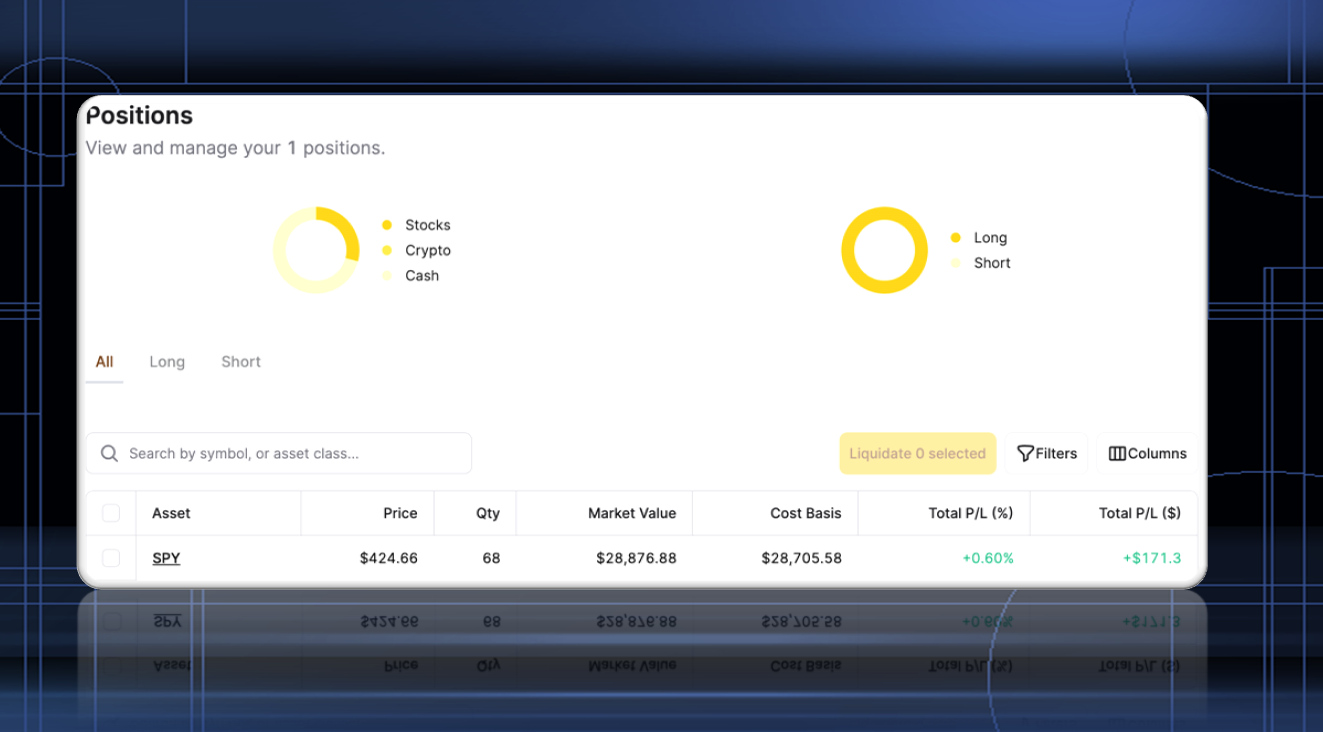 Positions
View and manage your 1 positions.
Stocks
Crypto
Cash
Long
Short
All Long Short
Search by symbol, or asset class...
Liquidate 0 selected Filters Columns
Asset Price Qty Market Value Cost Basis Total P/L (%) Total P/L ($)
SPY $424.66 68 $28,876.88 $28,705.58 +0.60% +$171.3